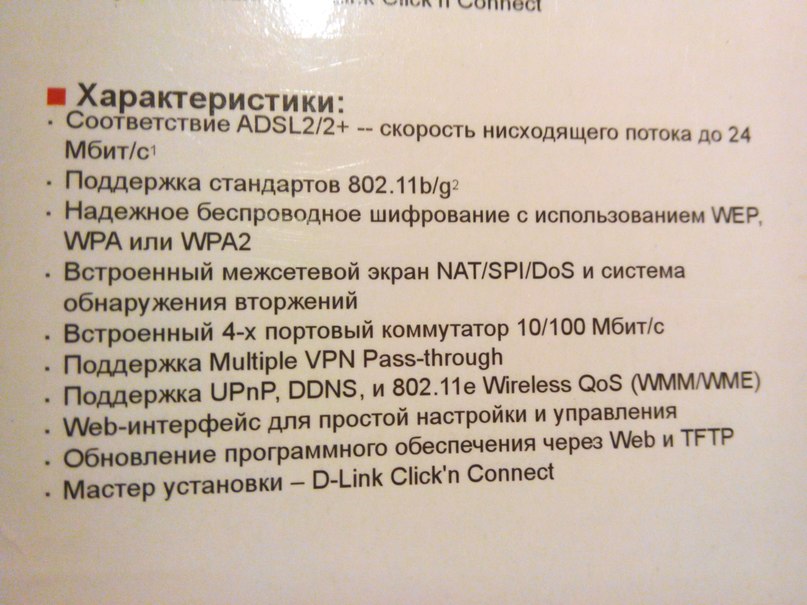 Click'n Connect
Характеристики:
· Соответствие ADSL2/2+ -- скорость нисходящего потока до 24
Мбит/с1
· Поддержка стандартов 802.11b/g2
· Надежное беспроводное шифрование с использованием WEP,
WPA или WPA2
· Встроенный межсетевой экран NAT/SPI/DoS и система
обнаружения вторжений
· Встроенный 4-х портовый коммутатор 10/100 Мбит/с
· Поддержка Multiple VPN Pass-through
· Поддержка UPnP, DDNS, и 802.11e Wireless QoS (WMM/WME)
· Web-интерфейс для простой настройки и управления
· Обновление программного обеспечения через Web и TFTP
· Мастер установки – D-Link Click'n Connect